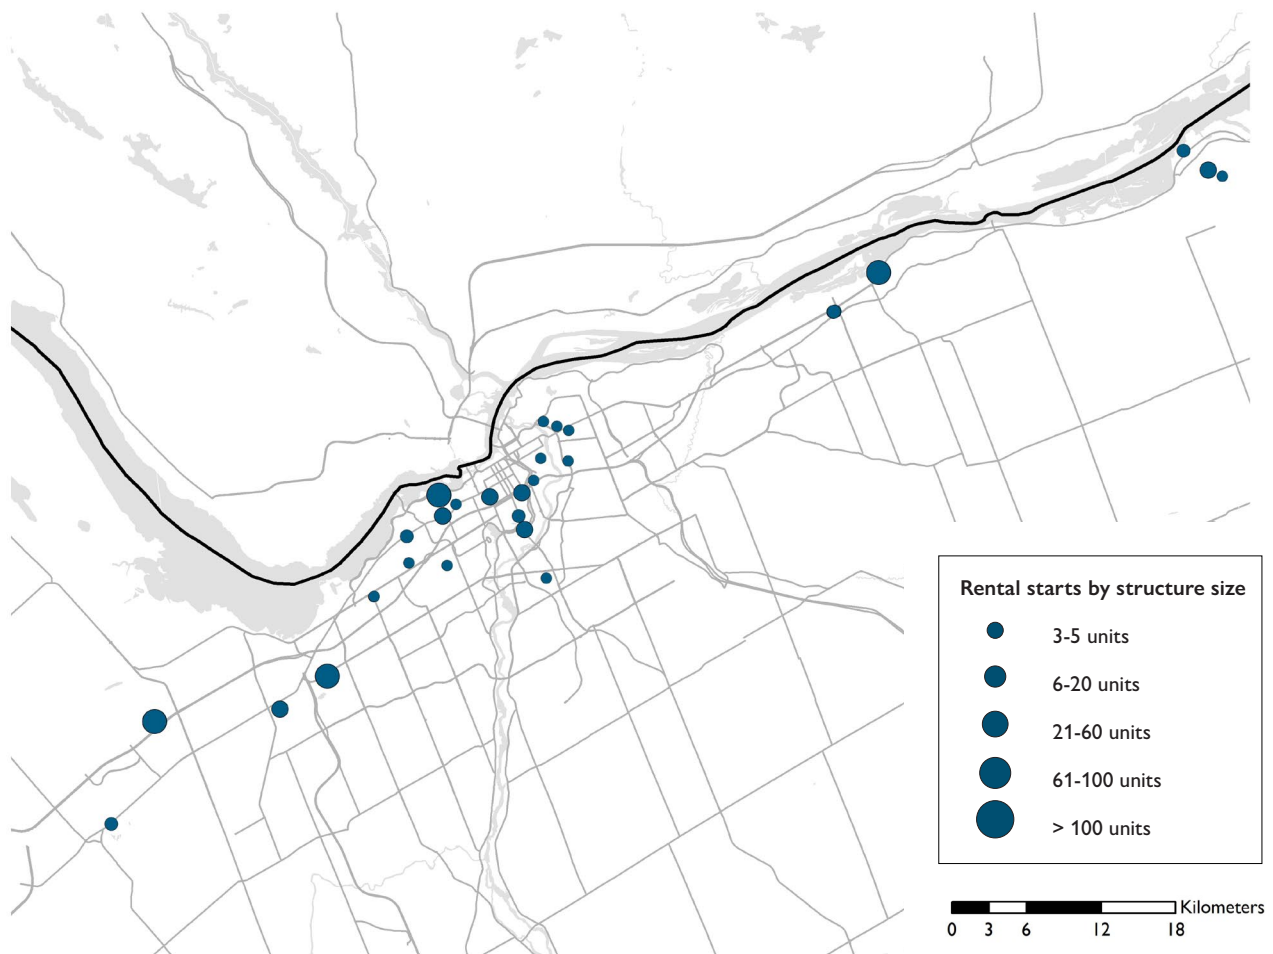 Rental starts by structure size
3-5 units
6-20 units
21-60 units
61-100 units
> 100 units
Kilometers
0 3 6 12 18